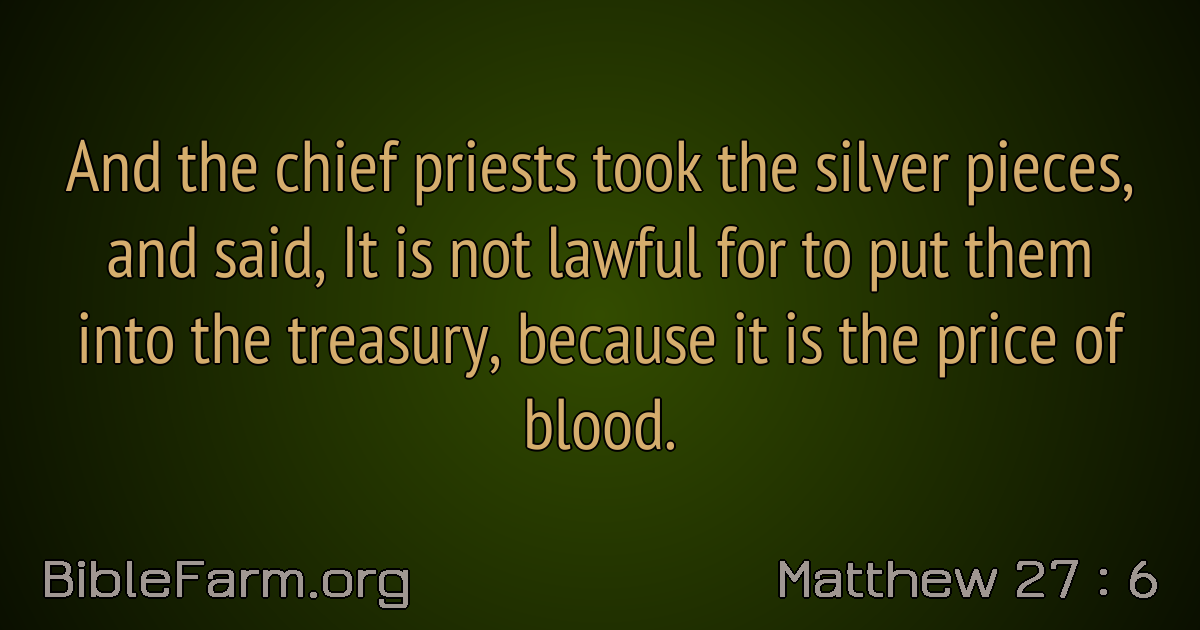 And the chief priests took the silver pieces,
and said, It is not lawful for to put them
into the treasury, because it is the price of
blood.
BibleFarm.org
Matthew 27 : 6